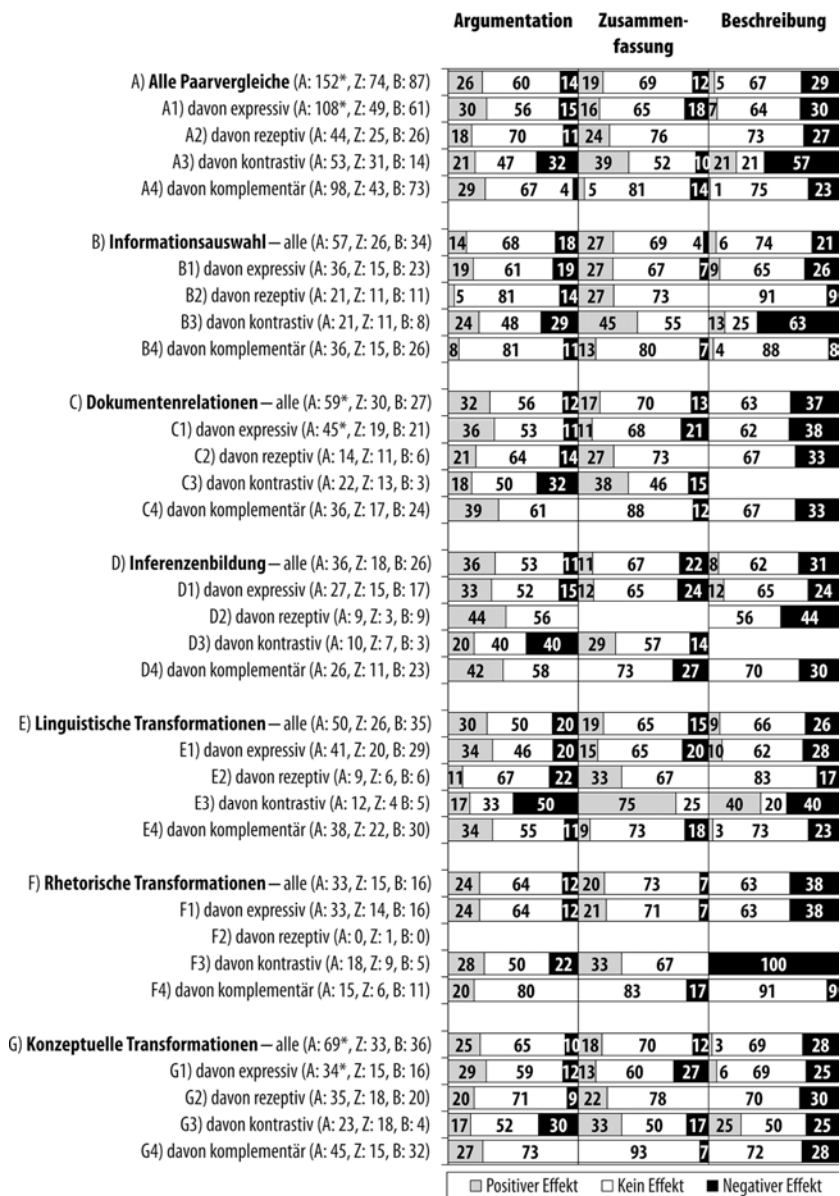 Argumentation Zusammen-fassung Beschreibung
A) Alle Paarvergleiche (A: 152*, Z: 74, B: 87) 26 60 14 19 69 12 5 67 29
A1) davon expressiv (A: 108*, Z: 49, B: 61) 30 56 15 16 65 18 7 64 30
A2) davon rezeptiv (A: 44, Z: 25, B: 26) 18 70 11 24 76 73 27
A3) davon kontrastiv (A: 53, Z: 31, B: 14) 21 47 32 39 52 10 21 21 57
A4) davon komplementär (A: 98, Z: 43, B: 73) 29 67 4 5 81 14 1 75 23
B) Informationsauswahl — alle (A: 57, Z: 26, B: 34) 14 68 18 27 69 4 6 74 21
B1) davon expressiv (A: 36, Z: 15, B: 23) 19 61 19 27 67 7 9 65 26
B2) davon rezeptiv (A: 21, Z: 11, B: 11) 5 81 14 27 73 91 9
B3) davon kontrastiv (A: 21, Z: 11, B: 8) 24 48 29 45 55 13 25 63
B4) davon komplementär (A: 36, Z: 15, B: 26) 8 81 11 13 80 7 4 88 8
C) Dokumentenrelationen — alle (A: 59*, Z: 30, B: 27) 32 56 12 17 70 13 63 37
C1) davon expressiv (A: 45*, Z: 19, B: 21) 36 53 11 11 68 21 62 38
C2) davon rezeptiv (A: 14, Z: 11, B: 6) 21 64 14 27 73 67 33
C3) davon kontrastiv (A: 22, Z: 13, B: 3) 18 50 32 38 46 15
C4) davon komplementär (A: 36, Z: 17, B: 24) 39 61 88 12 67 33
D) Inferenzenbildung — alle (A: 36, Z: 18, B: 26) 36 53 11 11 67 22 8 62 31
D1) davon expressiv (A: 27, Z: 15, B: 17) 33 52 15 12 65 24 12 65 24
D2) davon rezeptiv (A: 9, Z: 3, B: 9) 44 56 56 44
D3) davon kontrastiv (A: 10, Z: 7, B: 3) 20 40 40 29 57 14
D4) davon komplementär (A: 26, Z: 11, B: 23) 42 58 73 27 70 30
E) Linguistische Transformationen — alle (A: 50, Z: 26, B: 35) 30 50 20 19 65 15 9 66 26
E1) davon expressiv (A: 41, Z: 20, B: 29) 34 46 20 15 65 20 10 62 28
E2) davon rezeptiv (A: 9, Z: 6, B: 6) 11 67 22 33 67 83 17
E3) davon kontrastiv (A: 12, Z: 4 B: 5) 17 33 50 75 25 40 20 40
E4) davon komplementär (A: 38, Z: 22, B: 30) 34 55 11 9 73 18 3 73 23
F) Rhetorische Transformationen — alle (A: 33, Z: 15, B: 16) 24 64 12 20 73 7 63 38
F1) davon expressiv (A: 33, Z: 14, B: 16) 24 64 12 21 71 7 63 38
F2) davon rezeptiv (A: 0, Z: 1, B: 0)
F3) davon kontrastiv (A: 18, Z: 9, B: 5) 28 50 22 33 67 100
F4) davon komplementär (A: 15, Z: 6, B: 11) 20 80 83 17 91 9
G) Konzeptuelle Transformationen — alle (A: 69*, Z: 33, B: 36) 25 65 10 18 70 12 3 69 28
G1) davon expressiv (A: 34*, Z: 15, B: 16) 29 59 12 13 60 27 6 69 25
G2) davon rezeptiv (A: 35, Z: 18, B: 20) 20 71 9 22 78 70 30
G3) davon kontrastiv (A: 23, Z: 18, B: 4) 17 52 30 33 50 17 25 50 25
G4) davon komplementär (A: 45, Z: 15, B: 32) 27 73 93 7 72 28
Positiver Effekt Kein Effekt Negativer Effekt